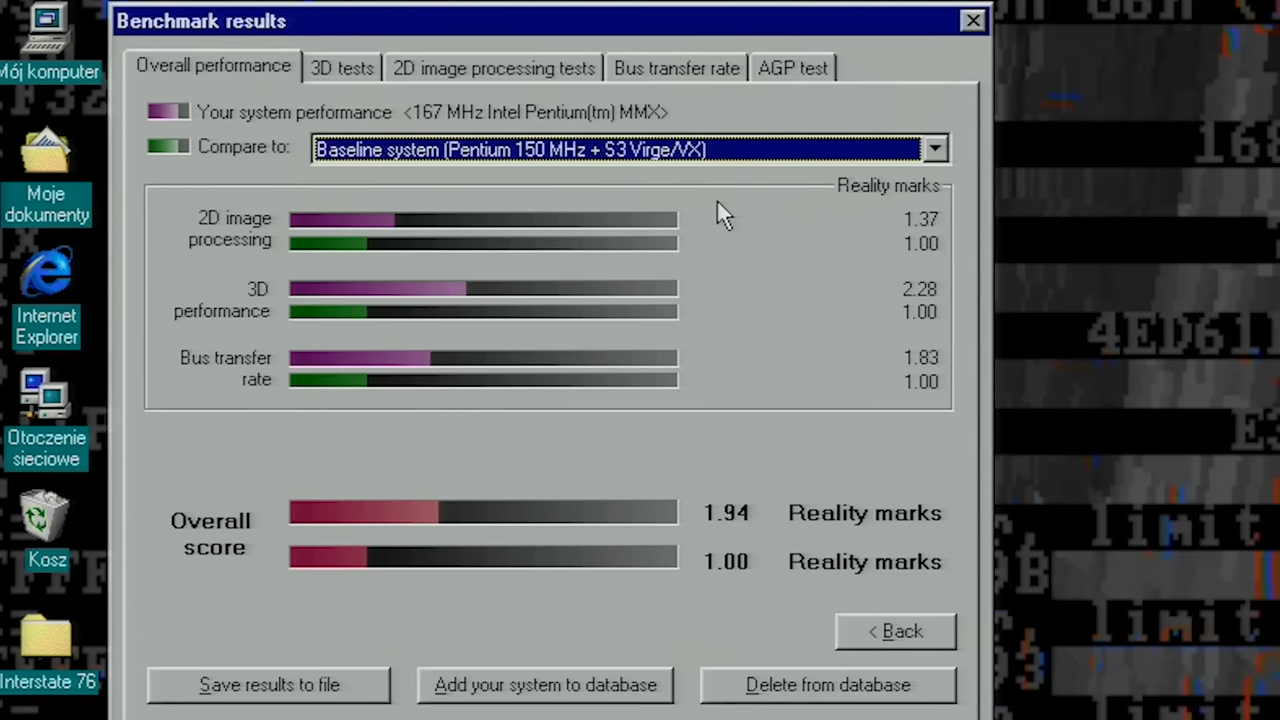 Mój komputer
Moje
dokumenty
Internet
Explorer
Otoczenie
sieciowe
Kosz
Interstate 76
Benchmark results
Overall performance
3D tests
2D image processing tests
Bus transfer rate
AGP test
Your system performance <167 MHz Intel Pentium(tm) MMX>
Compare to: Baseline system (Pentium 150 MHz + S3 Virge/VX)
Reality marks
2D image
processing
1.37
1.00
3D
performance
2.28
1.00
Bus transfer
rate
1.83
1.00
Overall
score
1.94 Reality marks
1.00 Reality marks
< Back
Save results to file
Add your system to database
Delete from database
168
4ED61
limit
limit